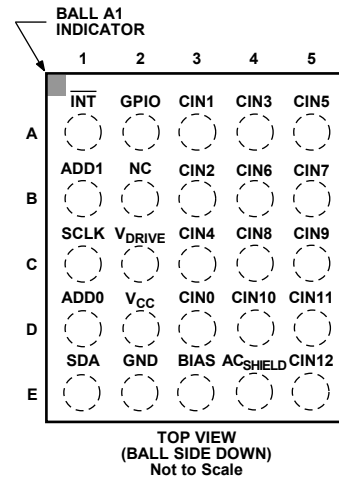 BALL A1
INDICATOR
1 2 3 4 5
INT GPIO CIN1 CIN3 CIN5
A
ADD1 NC CIN2 CIN6 CIN7
B
SCLK VDRIVE CIN4 CIN8 CIN9
C
ADD0 VCC CIN0 CIN10 CIN11
D
SDA GND BIAS ACSHIELD CIN12
E
TOP VIEW
(BALL SIDE DOWN)
Not to Scale